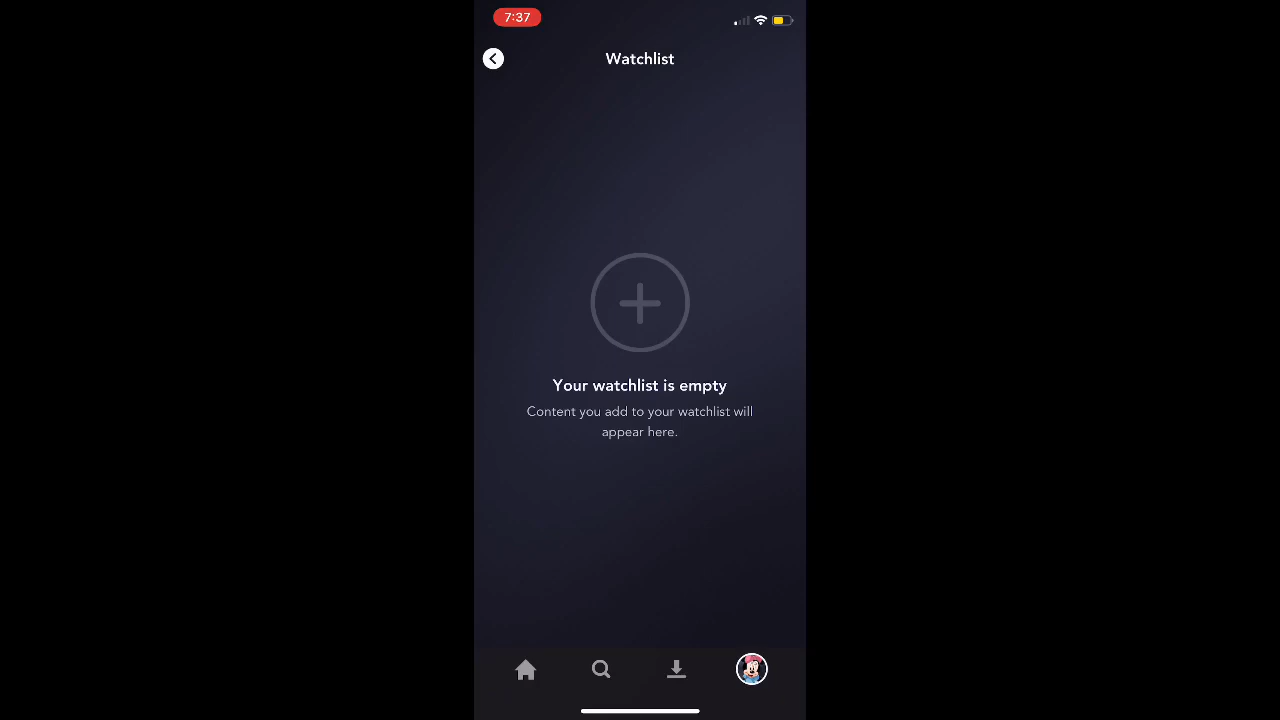 7:37
Watchlist
Your watchlist is empty
Content you add to your watchlist will
appear here.